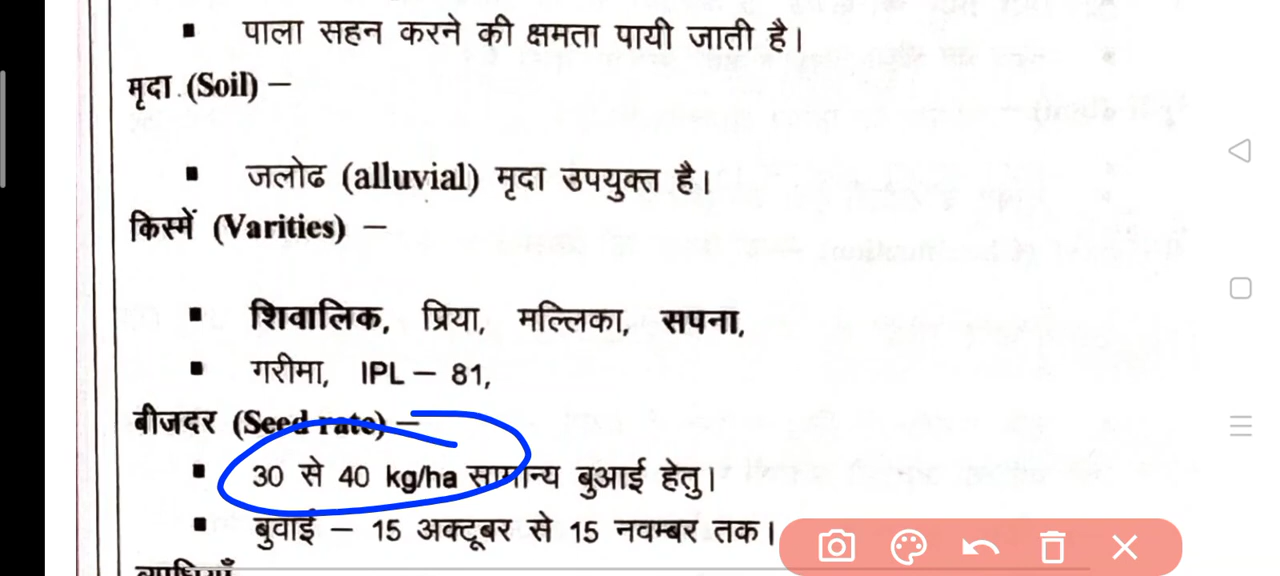 ▪ पाला सहन करने की क्षमता पायी जाती है।
मृदा (Soil) –
▪ जलोढ (alluvial) मृदा उपयुक्त है।
किस्में (Varities) –
▪ शिवालिक, प्रिया, मल्लिका, सपना,
▪ गरीमा, IPL – 81,
बीजदर (Seed rate) –
▪ 30 से 40 kg/ha सामान्य बुआई हेतु।
▪ बुवाई – 15 अक्टूबर से 15 नवम्बर तक।